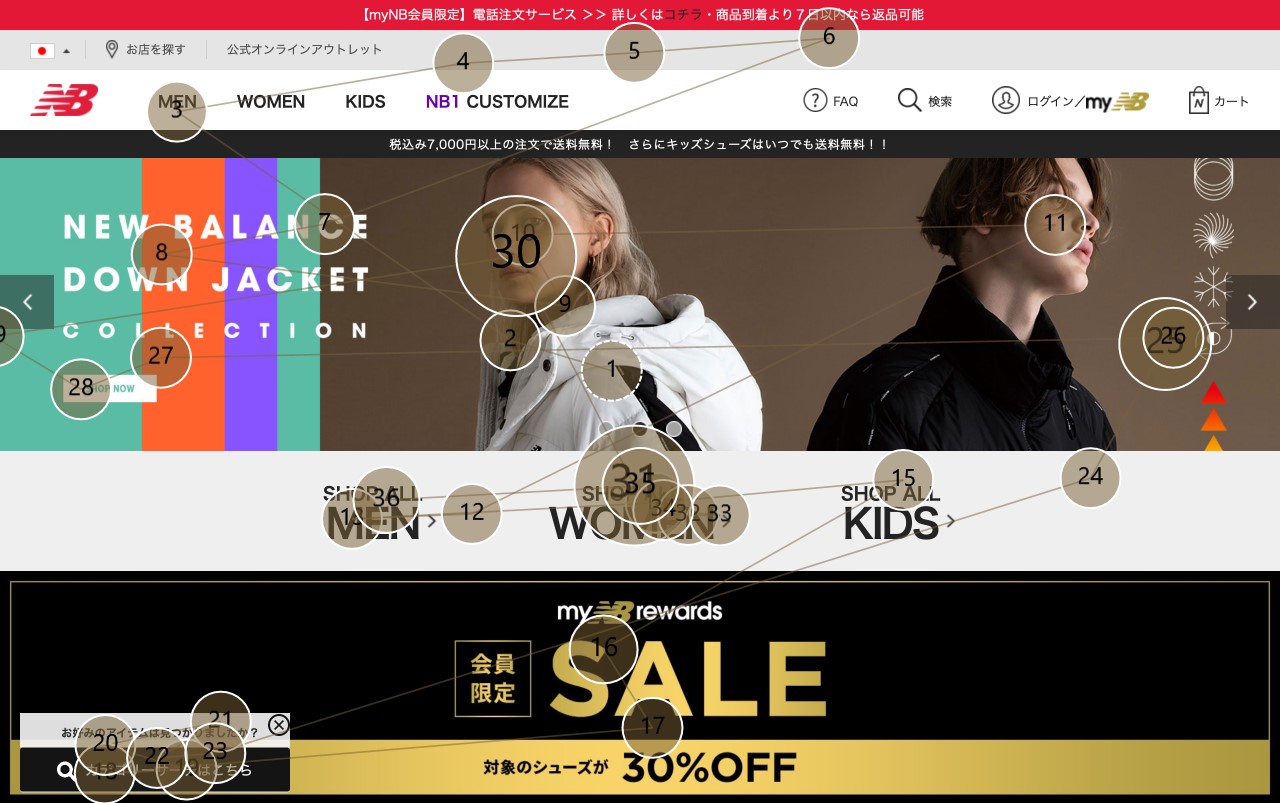 【myNB会員限定】電話注文サービス ＞＞ 詳しくはコチラ・商品到着より７日以内なら返品可能
お店を探す
公式オンラインアウトレット
NB
MEN
WOMEN
KIDS
NB1 CUSTOMIZE
FAQ
検索
ログイン／myNB
N
カート
税込み7,000円以上の注文で送料無料！ さらにキッズシューズはいつでも送料無料！！
NEW BALANCE
DOWN JACKET
COLLECTION
SHOP NOW
SHOP ALL
MEN
SHOP ALL
WOMEN
SHOP ALL
KIDS
myNB rewards
会員
限定
SALE
対象のシューズが 30%OFF
お好みのアイテムは見つかりましたか？
カテゴリーサーチはこちら
1
2
3
4
5
6
7
8
9
10
11
12
15
16
17
20
21
22
23
24
25
26
27
28
30
31
32
33
34
35
36